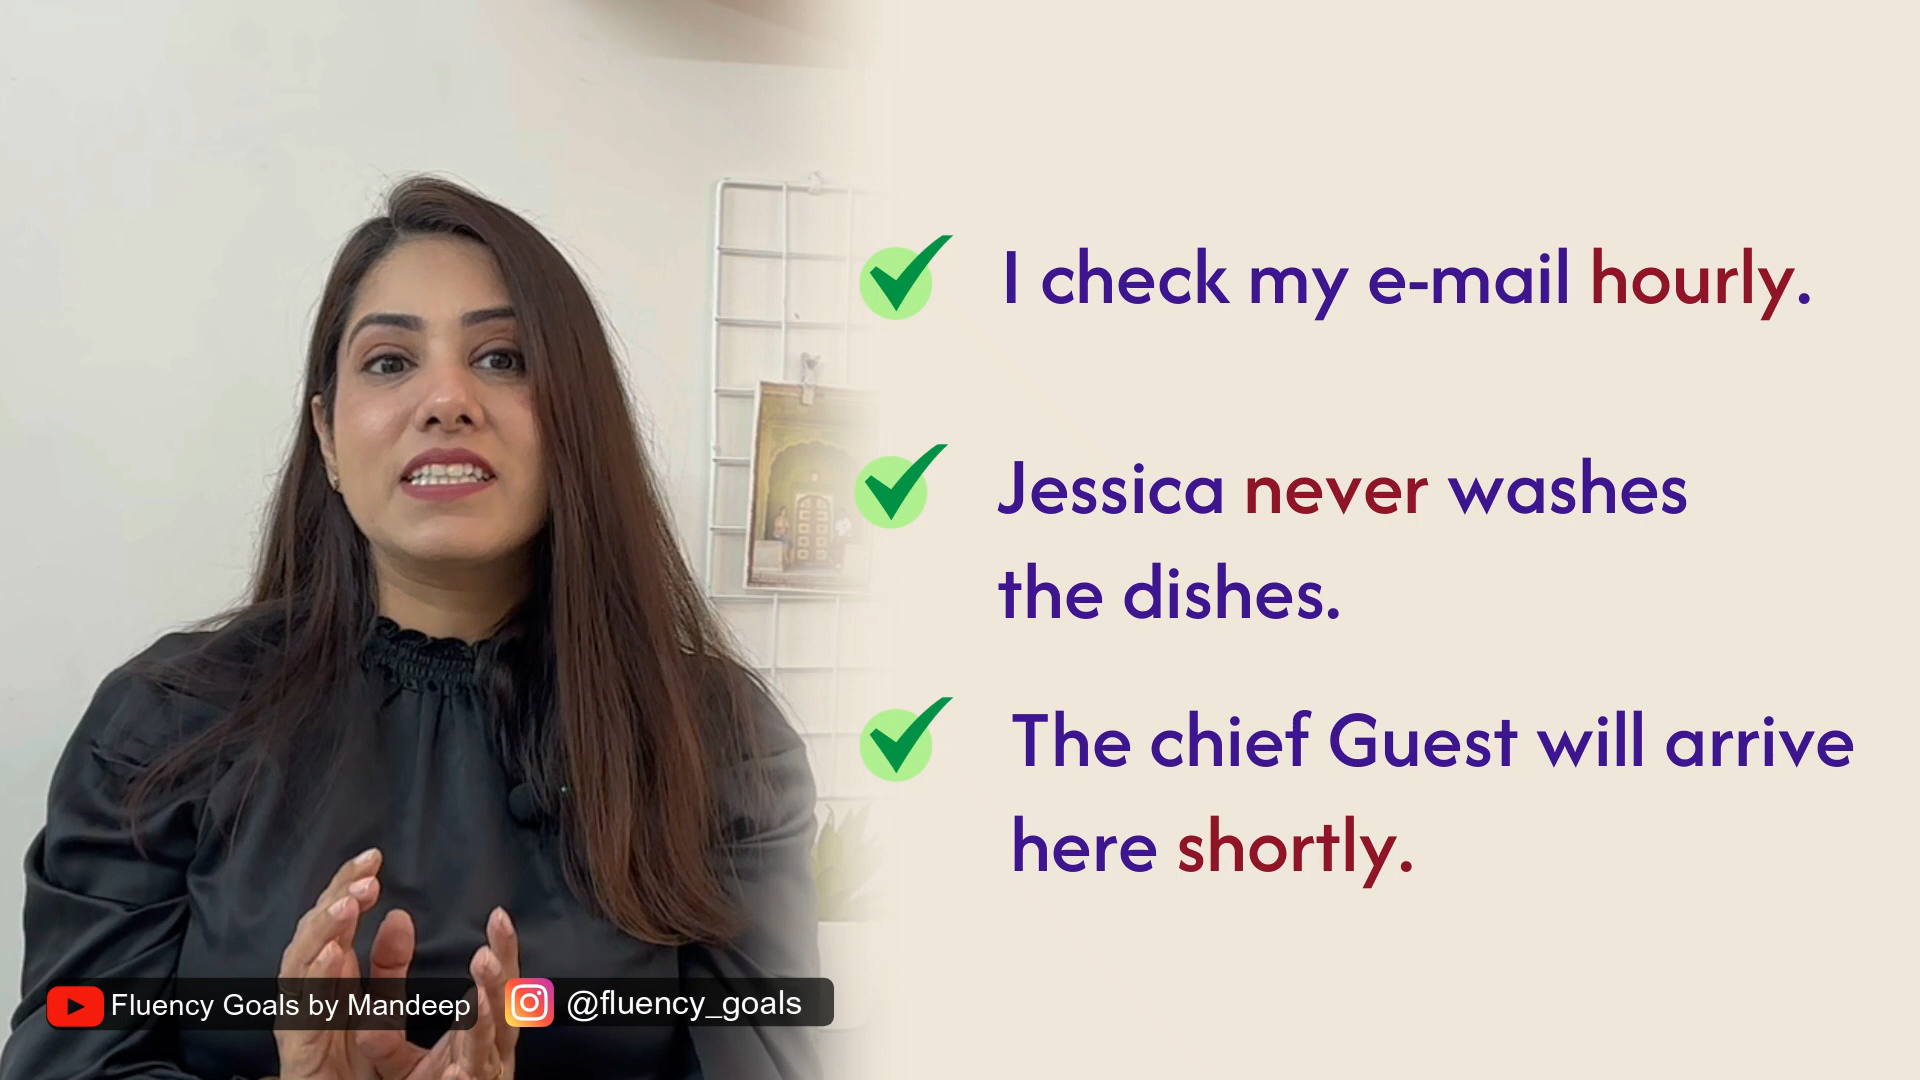 I check my e-mail hourly.
Jessica never washes
the dishes.
The chief Guest will arrive
here shortly.
Fluency Goals by Mandeep
@fluency_goals